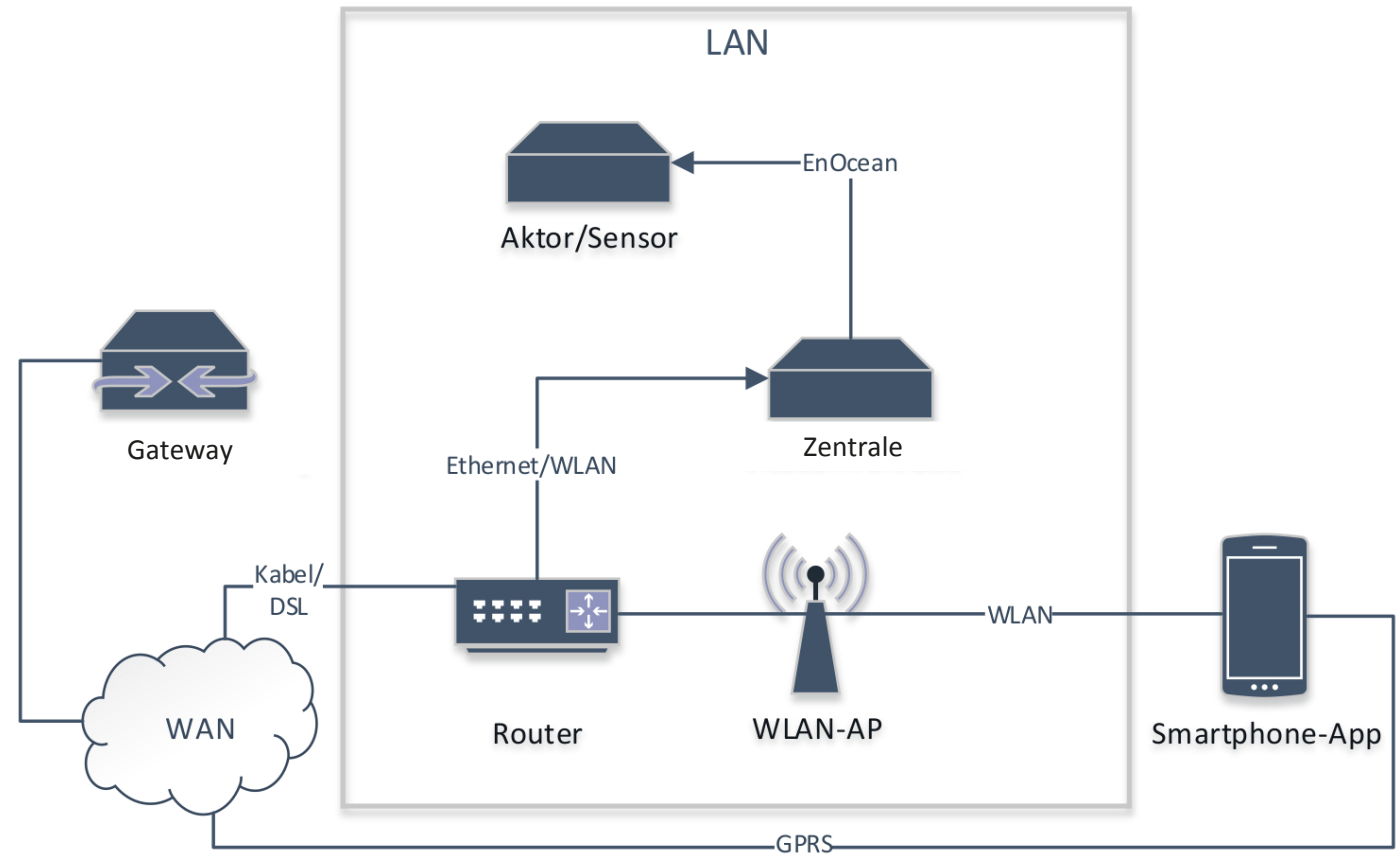 LAN
EnOcean
Aktor/Sensor
Gateway
Zentrale
Ethernet/WLAN
Kabel/
DSL
WLAN
WAN
Router
WLAN-AP
Smartphone-App
GPRS